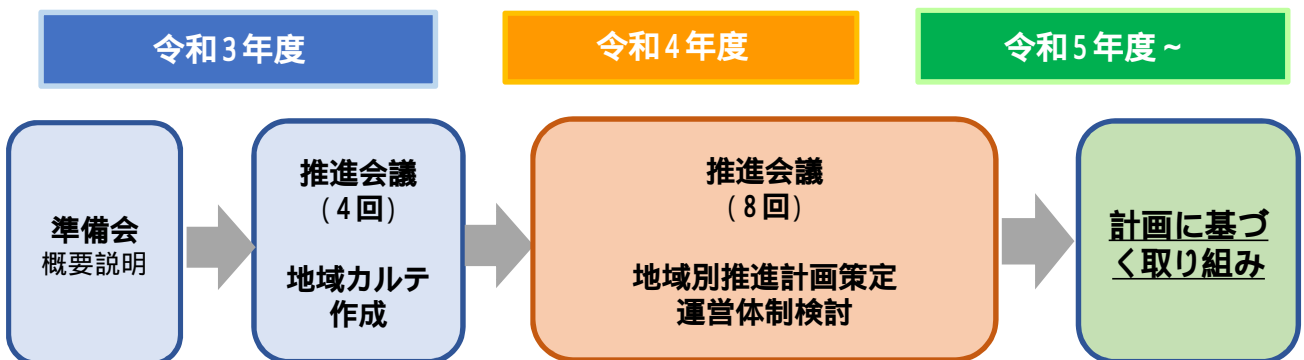 令和3年度
令和4年度
令和5年度~
準備会
概要説明
推進会議
(4回)
地域カルテ
作成
推進会議
(8回)
地域別推進計画策定
運営体制検討
計画に基づ
く取り組み